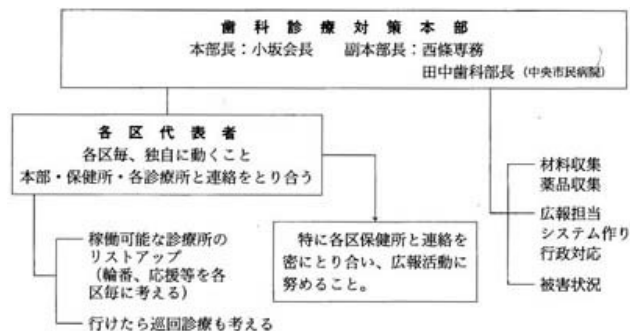 歯科診療対策本部
本部長：小坂会長　副本部長：西條専務
田中歯科部長（中央市民病院）
各区代表者
各区毎、独自に動くこと
本部・保健所・各診療所と連絡をとり合う
稼働可能な診療所の
リストアップ
（輪番、応援等を各
区毎に考える）
行けたら巡回診療も考える
特に各区保健所と連絡を
密にとり合い、広報活動に
努めること。
材料収集
薬品収集
広報担当
システム作り
行政対応
被害状況